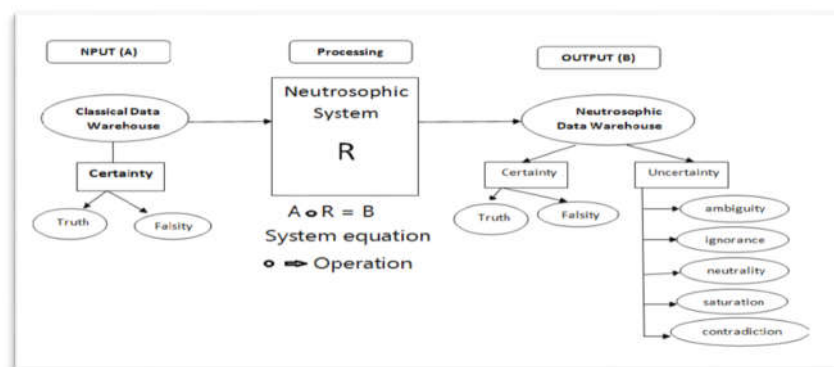 NPUT (A)
Processing
OUTPUT (B)
Classical Data
Warehouse
Neutrosophic
System
R
Neutrosophic
Data Warehouse
Certainty
Truth
Falsity
A o R = B
System equation
o ⇒ Operation
Certainty
Truth
Falsity
Uncertainty
ambiguity
ignorance
neutrality
saturation
contradiction